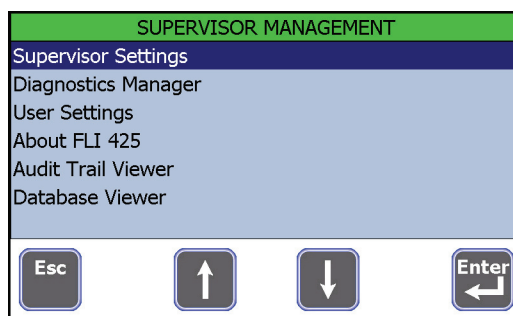 SUPERVISOR MANAGEMENT
Supervisor Settings
Diagnostics Manager
User Settings
About FLI 425
Audit Trail Viewer
Database Viewer
Esc
Enter